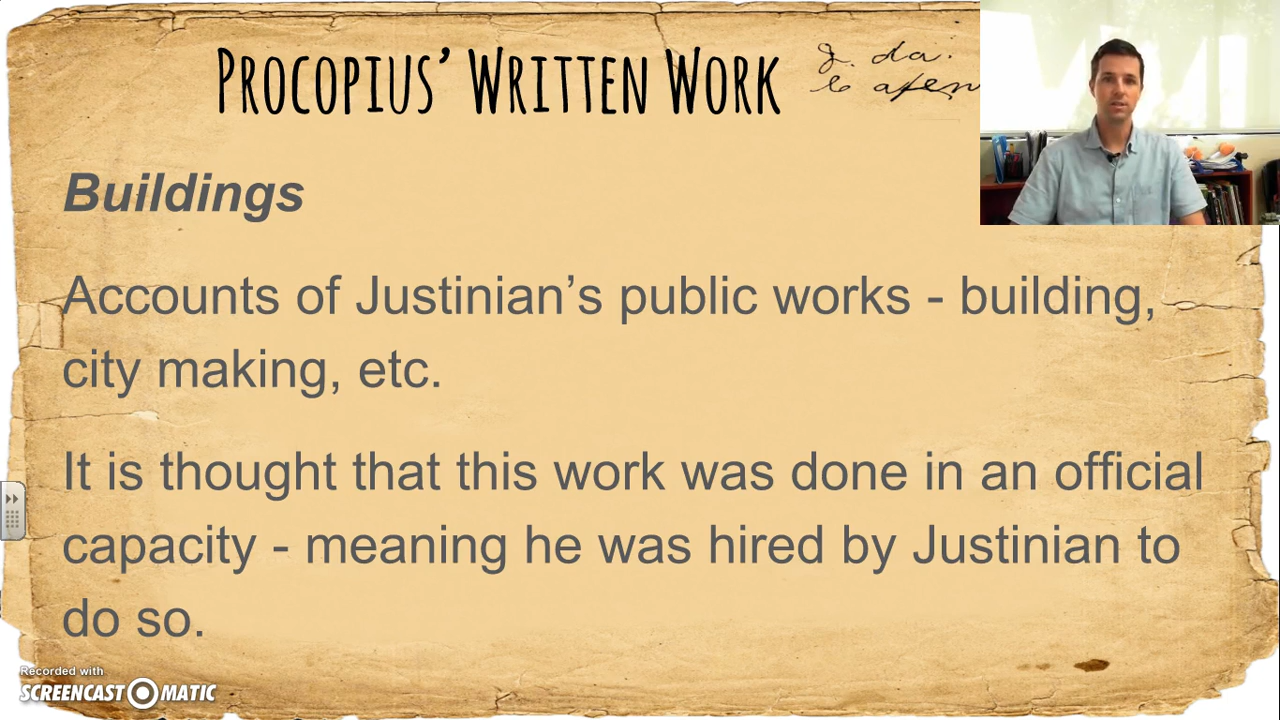 PROCOPIUS’ WRITTEN WORK
Buildings
Accounts of Justinian’s public works - building,
city making, etc.
It is thought that this work was done in an official
capacity - meaning he was hired by Justinian to
do so.
Recorded with
SCREENCAST MATIC